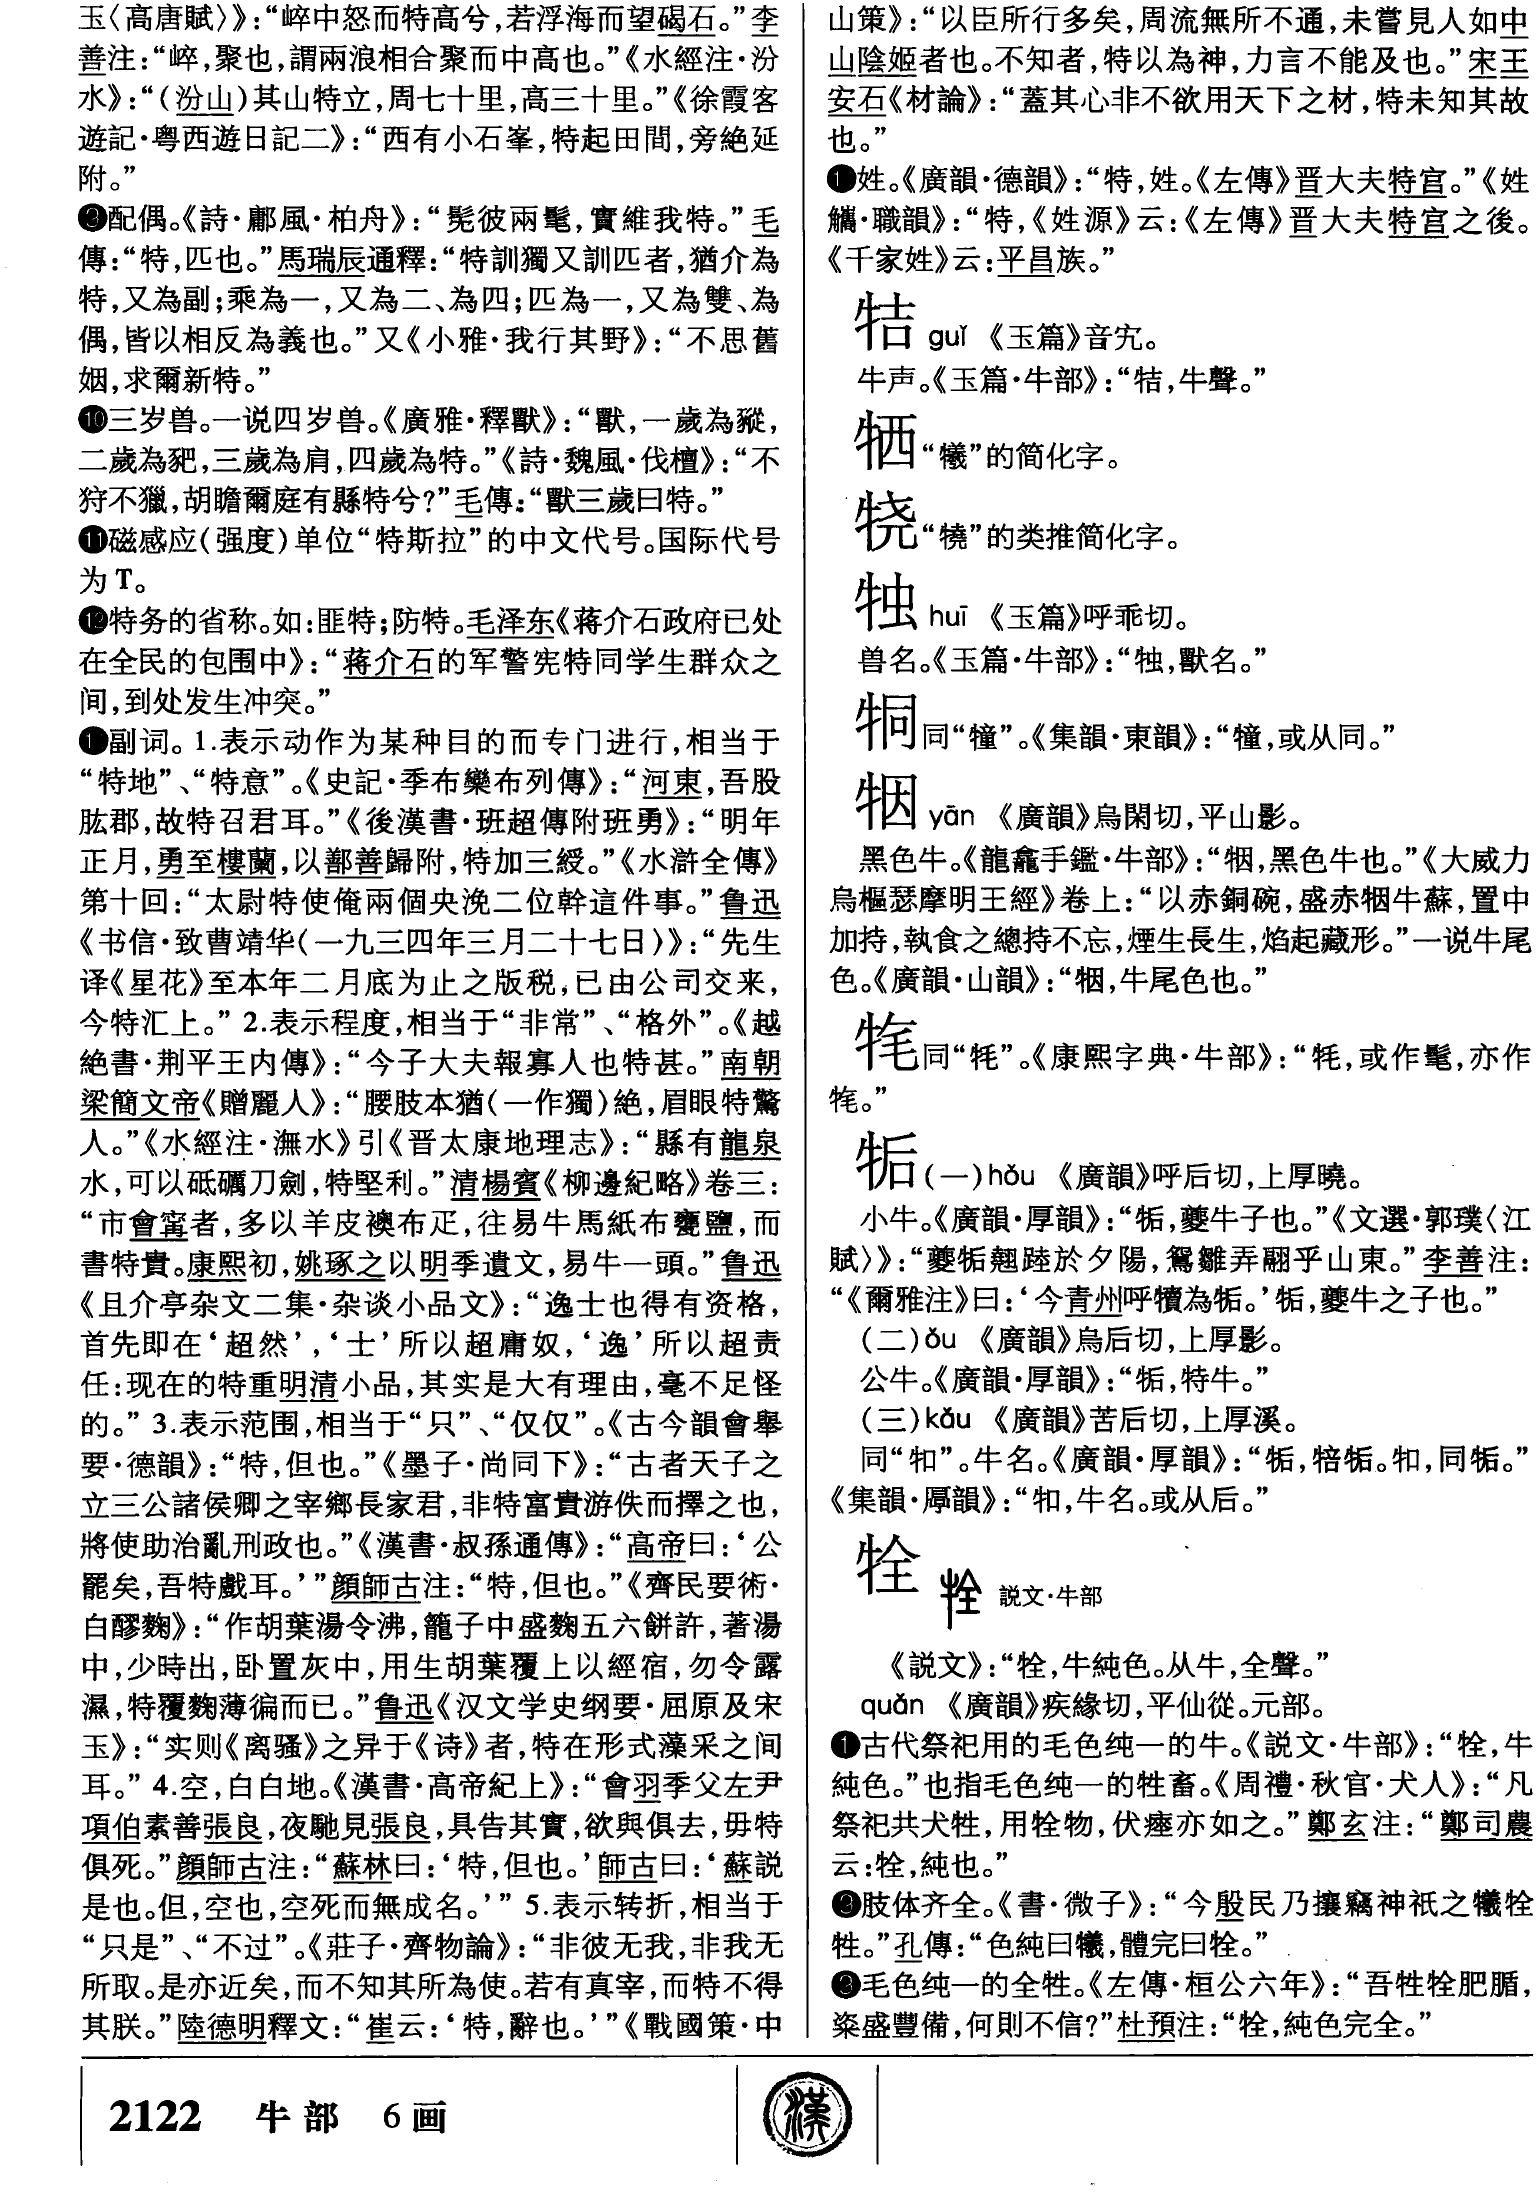 玉〈高唐賦〉》：“崪中怒而特高兮，若浮海而望碣石。”李
善注：“崪，聚也，謂兩浪相合聚而中高也。”《水經注·汾
水》：“（汾山）其山特立，周七十里，高三十里。”《徐霞客
遊記·粤西遊日記二》：“西有小石峯，特起田間，旁絶延
附。”
❾配偶。《詩·鄘風·柏舟》：“髧彼兩髦，實維我特。”毛
傳：“特，匹也。”馬瑞辰通釋：“特訓獨又訓匹者，猶介為
特，又為副；乘為一，又為二、為四；匹為一，又為雙、為
偶，皆以相反為義也。”又《小雅·我行其野》：“不思舊
姻，求爾新特。”
❿三岁兽。一说四岁兽。《廣雅·釋獸》：“獸，一歲為豵，
二歲為豝，三歲為肩，四歲為特。”《詩·魏風·伐檀》：“不
狩不獵，胡瞻爾庭有縣特兮？”毛傳：“獸三歲曰特。”
⓫磁感应（强度）单位“特斯拉”的中文代号。国际代号
为T。
⓬特务的省称。如：匪特；防特。毛泽东《蒋介石政府已处
在全民的包围中》：“蒋介石的军警宪特同学生群众之
间，到处发生冲突。”
⓭副词。1.表示动作为某种目的而专门进行，相当于
“特地”、“特意”。《史記·季布欒布列傳》：“河東，吾股
肱郡，故特召君耳。”《後漢書·班超傳附班勇》：“明年
正月，勇至樓蘭，以鄯善歸附，特加三綬。”《水滸全傳》
第十回：“太尉特使俺兩個央浼二位幹這件事。”鲁迅
《书信·致曹靖华（一九三四年三月二十七日）》：“先生
译《星花》至本年二月底为止之版税，已由公司交来，
今特汇上。” 2.表示程度，相当于“非常”、“格外”。《越
絶書·荆平王内傳》：“今子大夫報寡人也特甚。”南朝
梁簡文帝《贈麗人》：“腰肢本猶（一作獨）絶，眉眼特驚
人。”《水經注·潕水》引《晋太康地理志》：“縣有龍泉
水，可以砥礪刀劍，特堅利。”清楊賓《柳邊紀略》卷三：
“市會甯者，多以羊皮襖布疋，往易牛馬紙布甕鹽，而
書特貴。康熙初，姚琢之以明季遺文，易牛一頭。”鲁迅
《且介亭杂文二集·杂谈小品文》：“逸士也得有资格，
首先即在‘超然’，‘士’所以超庸奴，‘逸’所以超责
任：现在的特重明清小品，其实是大有理由，毫不足怪
的。” 3.表示范围，相当于“只”、“仅仅”。《古今韻會舉
要·德韻》：“特，但也。”《墨子·尚同下》：“古者天子之
立三公諸侯卿之宰鄉長家君，非特富貴游佚而擇之也，
將使助治亂刑政也。”《漢書·叔孫通傳》：“高帝曰：‘公
罷矣，吾特戲耳。’”顔師古注：“特，但也。”《齊民要術·
白醪麴》：“作胡葉湯令沸，籠子中盛麴五六餅許，著湯
中，少時出，卧置灰中，用生胡葉覆上以經宿，勿令露
濕，特覆麴薄徧而已。”鲁迅《汉文学史纲要·屈原及宋
玉》：“实则《离骚》之异于《诗》者，特在形式藻采之间
耳。” 4.空，白白地。《漢書·高帝紀上》：“會羽季父左尹
項伯素善張良，夜馳見張良，具告其實，欲與俱去，毋特
俱死。”顔師古注：“蘇林曰：‘特，但也。’師古曰：‘蘇説
是也。但，空也，空死而無成名。’” 5.表示转折，相当于
“只是”、“不过”。《莊子·齊物論》：“非彼无我，非我无
所取。是亦近矣，而不知其所為使。若有真宰，而特不得
其朕。”陸德明釋文：“崔云：‘特，辭也。’”《戰國策·中
山策》：“以臣所行多矣，周流無所不通，未嘗見人如中
山陰姬者也。不知者，特以為神，力言不能及也。”宋王
安石《材論》：“蓋其心非不欲用天下之材，特未知其故
也。”
⓮姓。《廣韻·德韻》：“特，姓。《左傳》晋大夫特宫。”《姓
觿·職韻》：“特，《姓源》云：《左傳》晋大夫特宫之後。
《千家姓》云：平昌族。”
㸵 guǐ 《玉篇》音宄。
牛声。《玉篇·牛部》：“㸵，牛聲。”
牺“犧”的简化字。
𬌗“犞”的类推简化字。
𤙏 huī 《玉篇》呼乖切。
兽名。《玉篇·牛部》：“𤙏，獸名。”
𤙓同“犝”。《集韻·東韻》：“犝，或从同。”
𤙅 yān 《廣韻》烏閑切，平山影。
黑色牛。《龍龕手鑑·牛部》：“𤙅，黑色牛也。”《大威力
烏樞瑟摩明王經》卷上：“以赤銅碗，盛赤𤙅牛蘇，置中
加持，執食之總持不忘，煙生長生，焰起藏形。”一说牛尾
色。《廣韻·山韻》：“𤙅，牛尾色也。”
𤙒同“牦”。《康熙字典·牛部》：“牦，或作髦，亦作
𤙒。”
㸸（一）hǒu 《廣韻》呼后切，上厚曉。
小牛。《廣韻·厚韻》：“㸸，夔牛子也。”《文選·郭璞〈江
賦〉》：“夔㸸翹踛於夕陽，鴛雛弄翮乎山東。”李善注：
“《爾雅注》曰：‘今青州呼犢為㸸。’㸸，夔牛之子也。”
（二）ǒu 《廣韻》烏后切，上厚影。
公牛。《廣韻·厚韻》：“㸸，特牛。”
（三）kǎu 《廣韻》苦后切，上厚溪。
同“㸦”。牛名。《廣韻·厚韻》：“㸸，犃㸸。㸦，同㸸。”
《集韻·厚韻》：“㸦，牛名。或从后。”
牷 牷 説文·牛部
《説文》：“牷，牛純色。从牛，全聲。”
quán 《廣韻》疾緣切，平仙從。元部。
❶古代祭祀用的毛色纯一的牛。《説文·牛部》：“牷，牛
純色。”也指毛色纯一的牲畜。《周禮·秋官·犬人》：“凡
祭祀共犬牲，用牷物，伏瘞亦如之。”鄭玄注：“鄭司農
云：牷，純也。”
❷肢体齐全。《書·微子》：“今殷民乃攘竊神祇之犧牷
牲。”孔傳：“色純曰犧，體完曰牷。”
❸毛色纯一的全牲。《左傳·桓公六年》：“吾牲牷肥腯，
粢盛豐備，何則不信？”杜預注：“牷，純色完全。”
2122 牛部 6画
漢